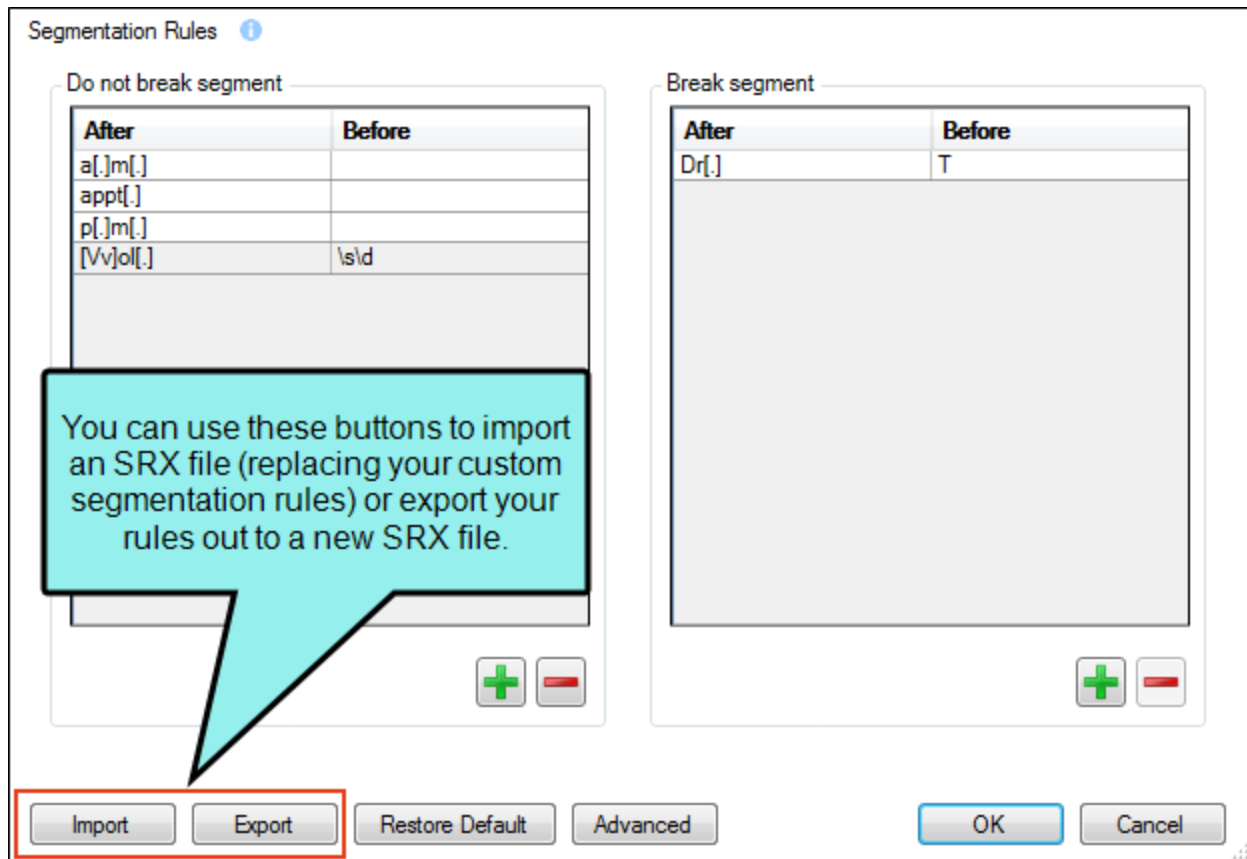 Segmentation Rules
Do not break segment
After Before
a[.]m[.]
appt[.]
p[.]m[.]
[Vv]ol[.] \s\d
Break segment
After Before
Dr[.] T
You can use these buttons to import
an SRX file (replacing your custom
segmentation rules) or export your
rules out to a new SRX file.
Import Export Restore Default Advanced OK Cancel